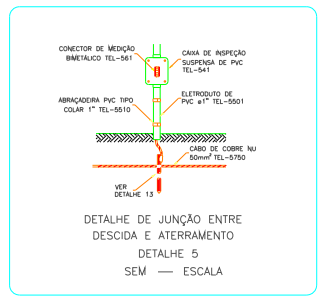 CONECTOR DE MEDIÇÃO
BIMETÁLICO TEL-561
CAIXA DE INSPEÇÃO
SUSPENSA DE PVC
TEL-541
ABRAÇADEIRA PVC TIPO
COLAR 1" TEL-5510
ELETRODUTO DE
PVC ø1" TEL-5501
CABO DE COBRE NU
50mm² TEL-5750
VER
DETALHE 13
DETALHE DE JUNÇÃO ENTRE
DESCIDA E ATERRAMENTO
DETALHE 5
SEM — ESCALA